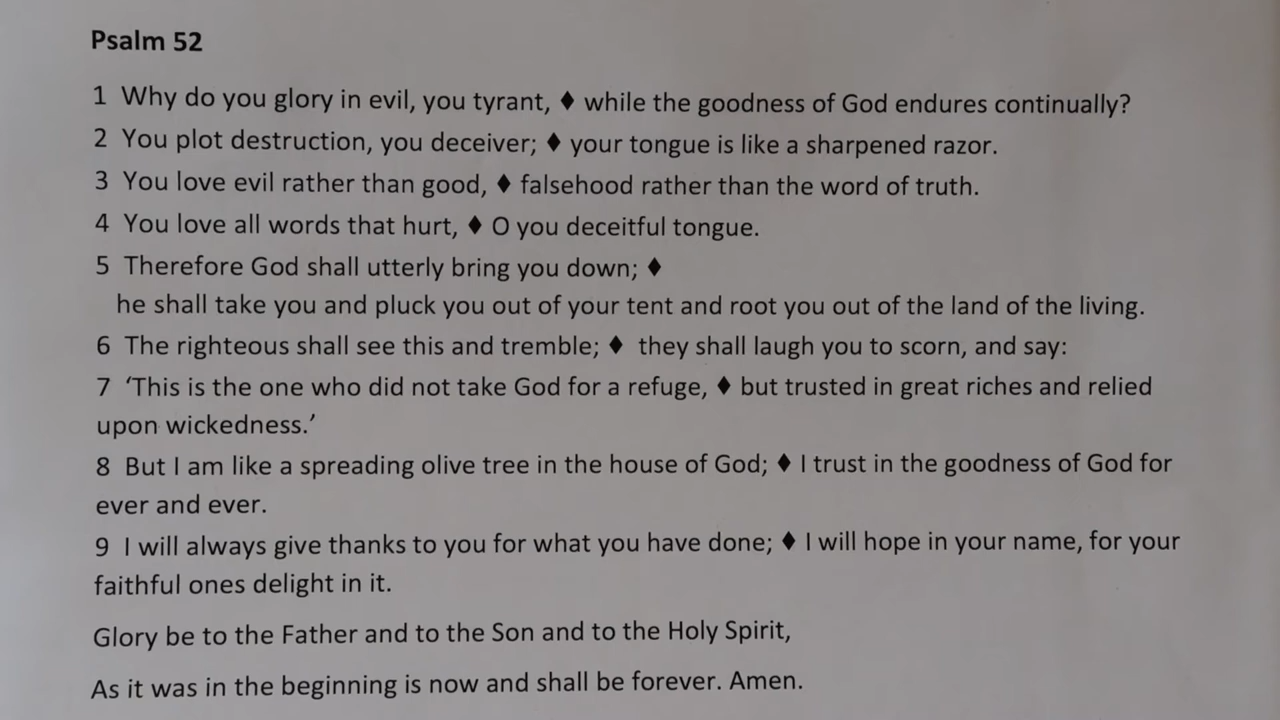 Psalm 52
1 Why do you glory in evil, you tyrant, ♦ while the goodness of God endures continually?
2 You plot destruction, you deceiver; ♦ your tongue is like a sharpened razor.
3 You love evil rather than good, ♦ falsehood rather than the word of truth.
4 You love all words that hurt, ♦ O you deceitful tongue.
5 Therefore God shall utterly bring you down; ♦
he shall take you and pluck you out of your tent and root you out of the land of the living.
6 The righteous shall see this and tremble; ♦ they shall laugh you to scorn, and say:
7 ‘This is the one who did not take God for a refuge, ♦ but trusted in great riches and relied
upon wickedness.’
8 But I am like a spreading olive tree in the house of God; ♦ I trust in the goodness of God for
ever and ever.
9 I will always give thanks to you for what you have done; ♦ I will hope in your name, for your
faithful ones delight in it.
Glory be to the Father and to the Son and to the Holy Spirit,
As it was in the beginning is now and shall be forever. Amen.